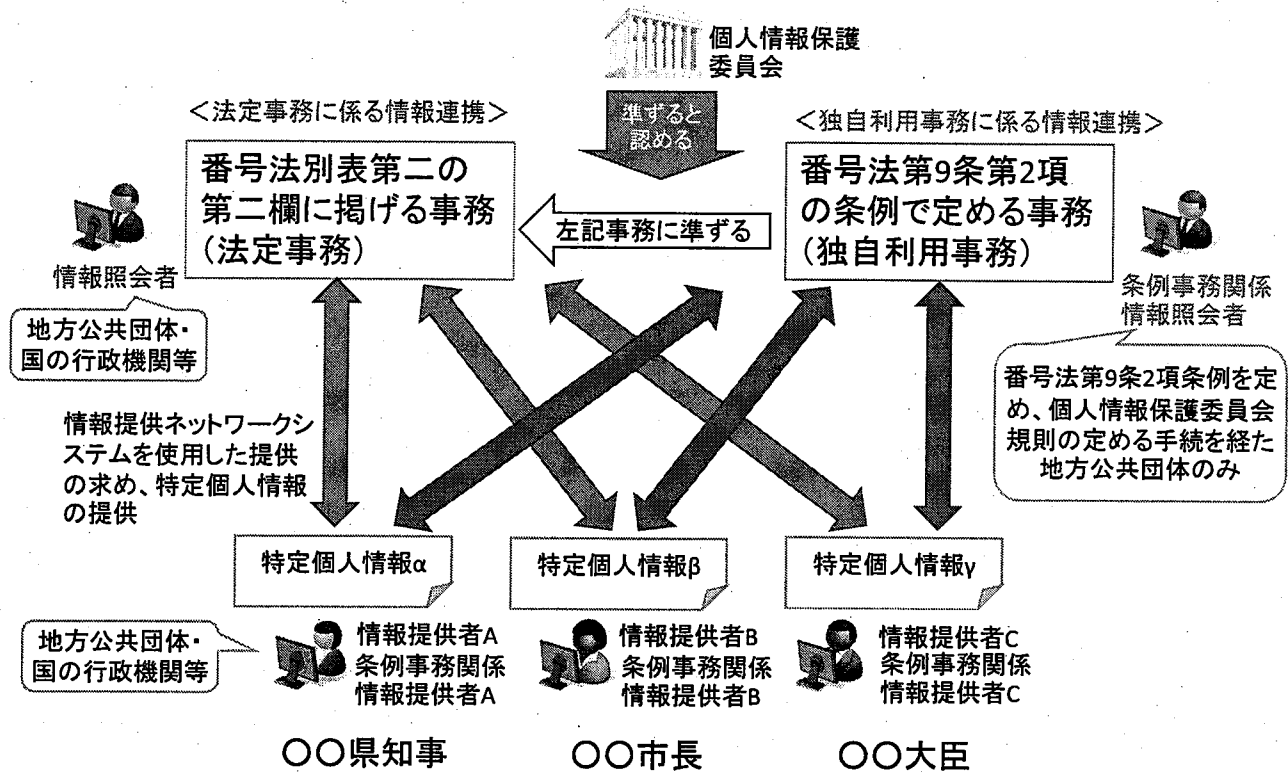 個人情報保護
委員会
準ずると
認める
＜法定事務に係る情報連携＞
番号法別表第二の
第二欄に掲げる事務
（法定事務）
左記事務に準ずる
＜独自利用事務に係る情報連携＞
番号法第9条第2項
の条例で定める事務
（独自利用事務）
情報照会者
地方公共団体・
国の行政機関等
条例事務関係
情報照会者
番号法第9条2項条例を定
め、個人情報保護委員会
規則の定める手続を経た
地方公共団体のみ
情報提供ネットワークシ
ステムを使用した提供
の求め、特定個人情報
の提供
特定個人情報α
特定個人情報β
特定個人情報γ
地方公共団体・
国の行政機関等
情報提供者A
条例事務関係
情報提供者A
情報提供者B
条例事務関係
情報提供者B
情報提供者C
条例事務関係
情報提供者C
〇〇県知事
〇〇市長
〇〇大臣